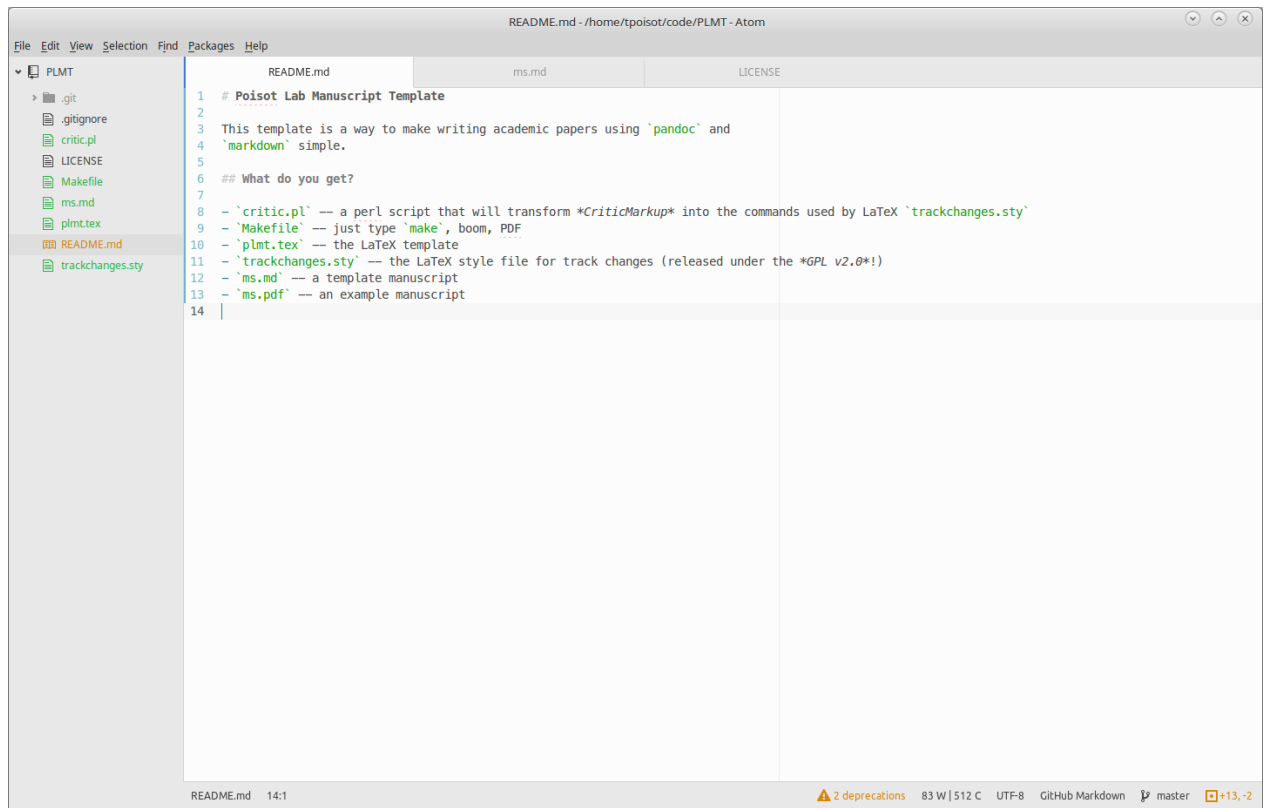 README.md - /home/tpoisot/code/PLMT - Atom
File Edit View Selection Find Packages Help
PLMT
.git
.gitignore
critic.pl
LICENSE
Makefile
ms.md
plmt.tex
README.md
trackchanges.sty
README.md ms.md LICENSE
1 # Poisot Lab Manuscript Template
2
3 This template is a way to make writing academic papers using `pandoc` and
4 `markdown` simple.
5
6 ## What do you get?
7
8 - `critic.pl` -- a perl script that will transform *CriticMarkup* into the commands used by LaTeX `trackchanges.sty`
9 - `Makefile` -- just type `make`, boom, PDF
10 - `plmt.tex` -- the LaTeX template
11 - `trackchanges.sty` -- the LaTeX style file for track changes (released under the *GPL v2.0*!)
12 - `ms.md` -- a template manuscript
13 - `ms.pdf` -- an example manuscript
14
README.md 14:1 2 deprecations 83 W | 512 C UTF-8 GitHub Markdown master +13, -2